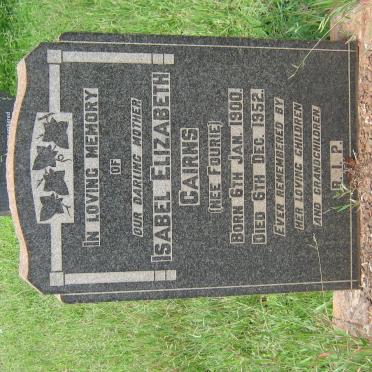 IN LOVING MEMORY
OF
OUR DARLING MOTHER
ISABEL ELIZABETH
CAIRNS
(NEE FOURIE)
BORN 6TH JAN. 1900
DIED 6TH DEC. 1952.
EVER REMEMBERED BY
HER LOVING CHILDREN
AND GRANDCHILDREN
R.I.P.